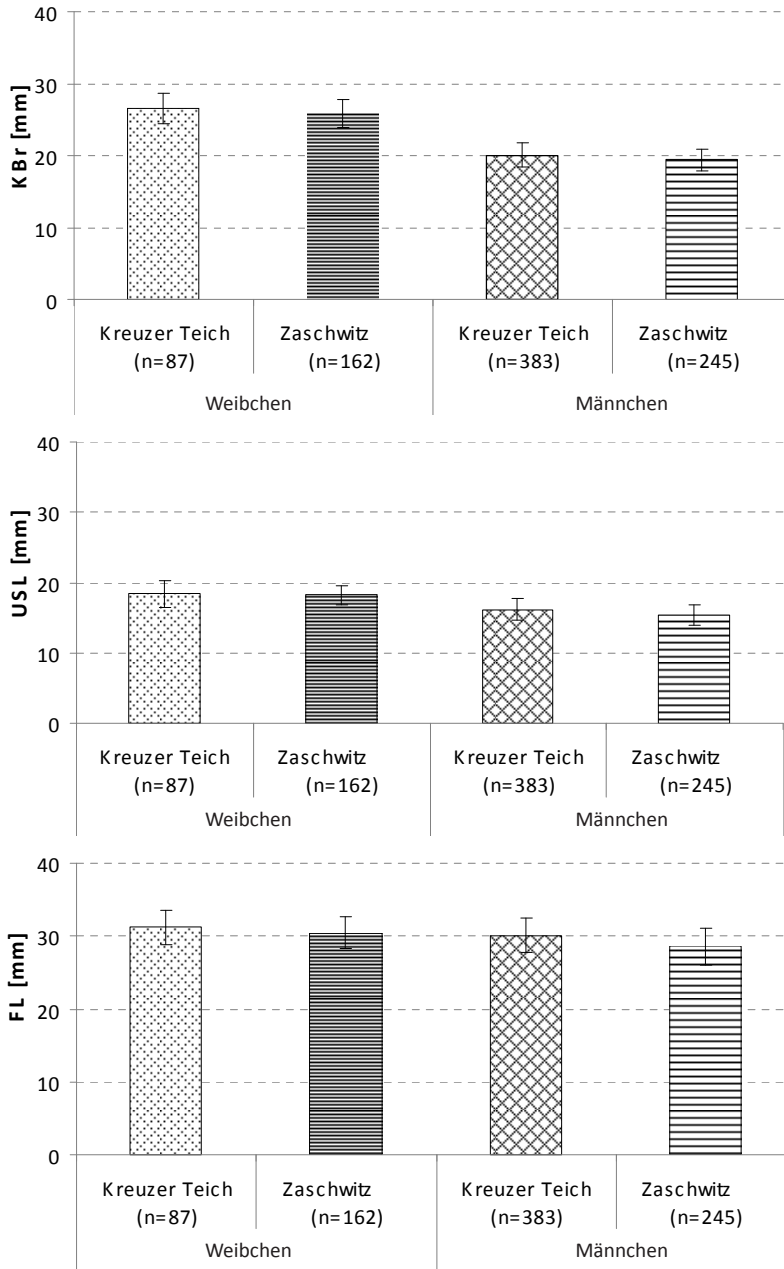 40
30
20
10
0
KBr [mm]
Kreuzer Teich Zaschwitz Kreuzer Teich Zaschwitz
(n=87) (n=162) (n=383) (n=245)
Weibchen Männchen
40
30
20
10
0
USL [mm]
Kreuzer Teich Zaschwitz Kreuzer Teich Zaschwitz
(n=87) (n=162) (n=383) (n=245)
Weibchen Männchen
40
30
20
10
0
FL [mm]
Kreuzer Teich Zaschwitz Kreuzer Teich Zaschwitz
(n=87) (n=162) (n=383) (n=245)
Weibchen Männchen